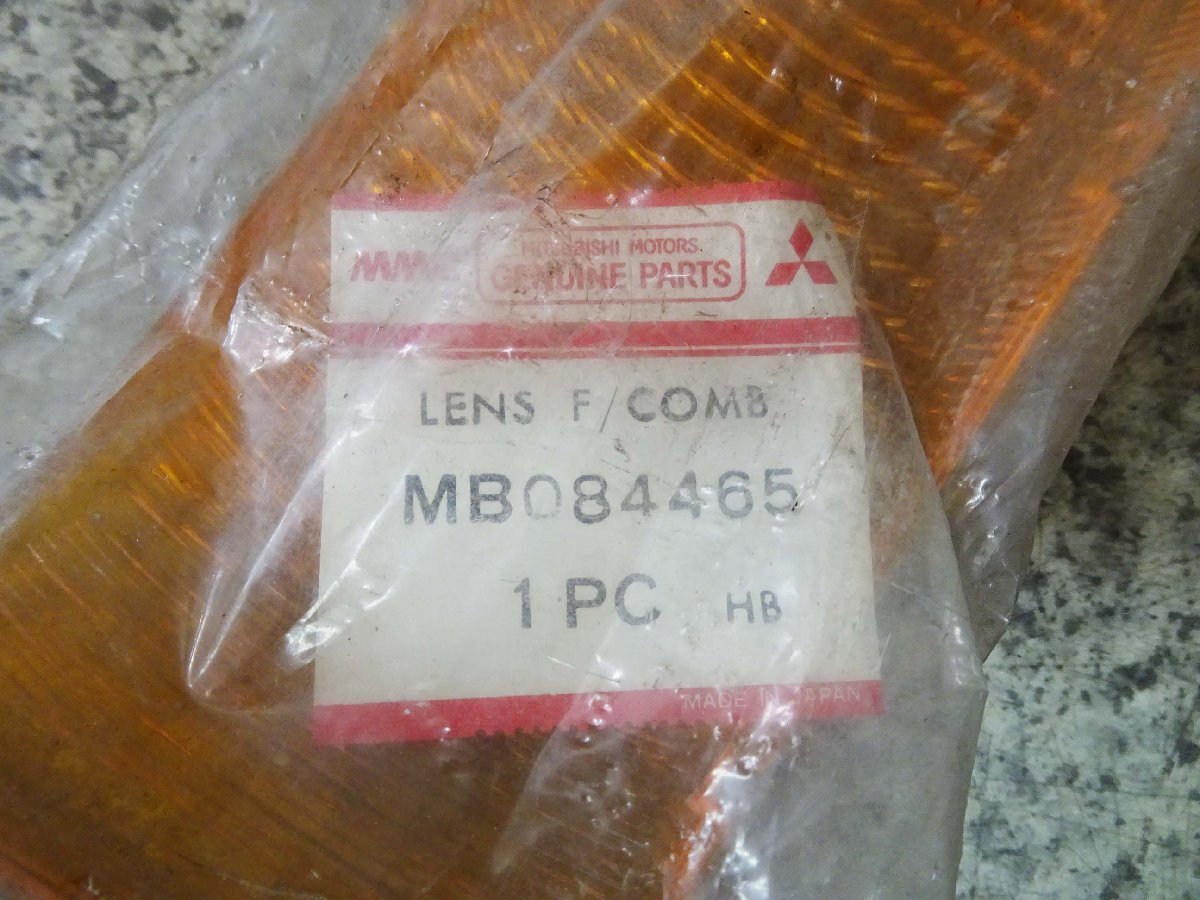 MMC
MITSUBISHI MOTORS
GENUINE PARTS
LENS F/COMB
MB084465
1 PC HB
MADE IN JAPAN